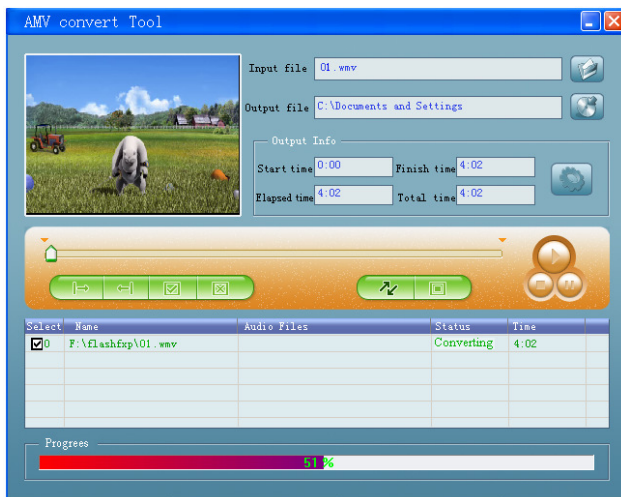 AMV convert Tool
Input file 01.wmv
Output file C:\Documents and Settings
Output Info
Start time 0:00 Finish time 4:02
Elapsed time 4:02 Total time 4:02
Select Name Audio Files Status Time
0 F:\flashfxp\01.wmv Converting 4:02
Progrees
51 %